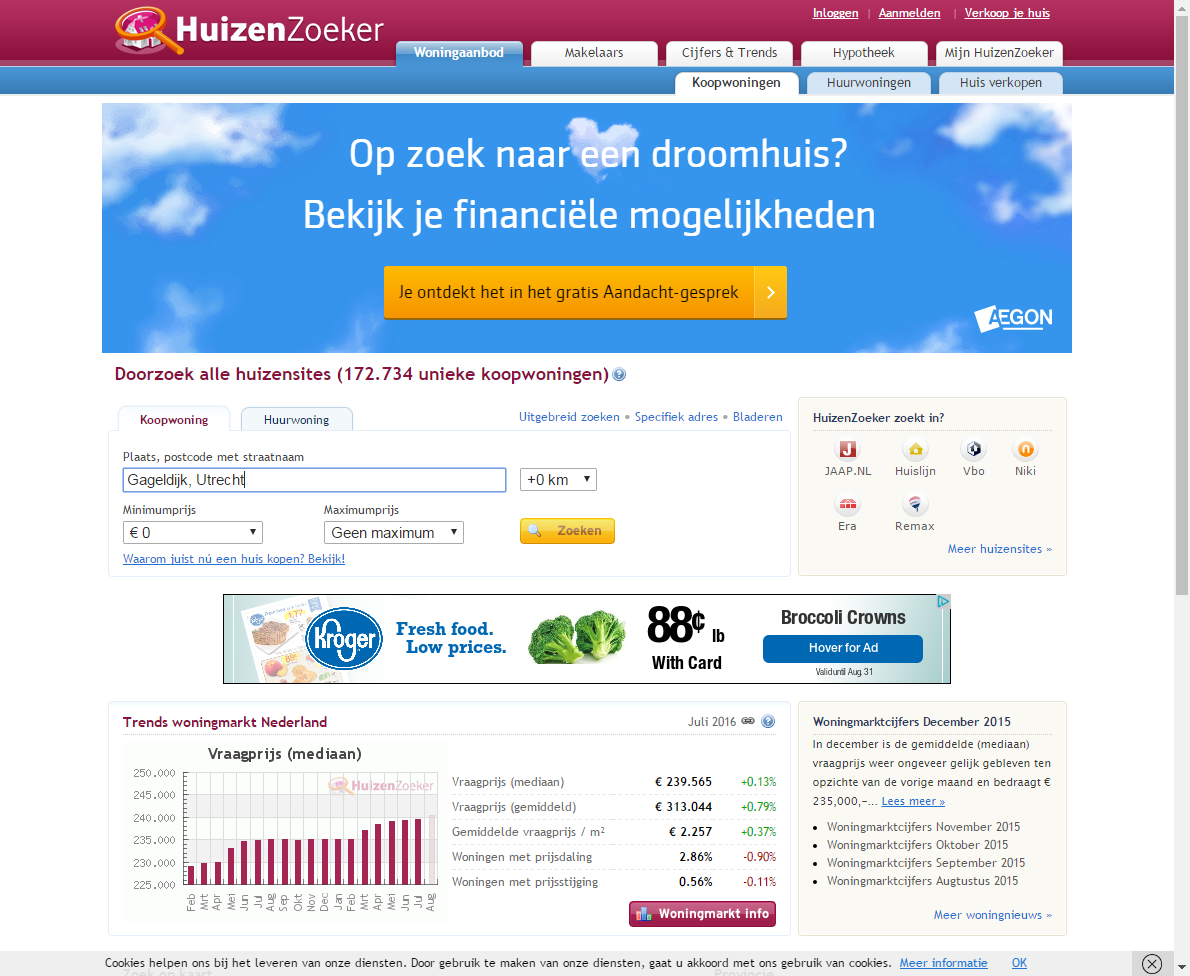 Inloggen | Aanmelden | Verkoop je huis
HuizenZoeker
Woningaanbod Makelaars Cijfers & Trends Hypotheek Mijn HuizenZoeker
Koopwoningen Huurwoningen Huis verkopen
Op zoek naar een droomhuis?
Bekijk je financiële mogelijkheden
Je ontdekt het in het gratis Aandacht-gesprek
AEGON
Doorzoek alle huizensites (172.734 unieke koopwoningen) ?
Koopwoning Huurwoning Uitgebreid zoeken • Specifiek adres • Bladeren
Plaats, postcode met straatnaam
Gageldijk, Utrecht +0 km
Minimumprijs Maximumprijs
€ 0 Geen maximum Zoeken
Waarom juist nú een huis kopen? Bekijk!
HuizenZoeker zoekt in?
JAAP.NL Huislijn Vbo Niki
Era Remax
Meer huizensites »
Kroger
Fresh food.
Low prices.
88¢ lb
With Card
Broccoli Crowns
Hover for Ad
Valid until Aug. 31
Trends woningmarkt Nederland Juli 2016 ?
Vraagprijs (mediaan)
HuizenZoeker
250.000
245.000
240.000
235.000
230.000
225.000
Feb Mrt Apr Mei Jun Jul Aug Sep Okt Nov Dec Jan Feb Mrt Apr Mei Jun Jul Aug
Vraagprijs (mediaan) € 239.565 +0.13%
Vraagprijs (gemiddeld) € 313.044 +0.79%
Gemiddelde vraagprijs / m² € 2.257 +0.37%
Woningen met prijsdaling 2.86% -0.90%
Woningen met prijsstijging 0.56% -0.11%
Woningmarkt info
Woningmarktcijfers December 2015
In december is de gemiddelde (mediaan)
vraagprijs weer ongeveer gelijk gebleven ten
opzichte van de vorige maand en bedraagt €
235,000,-... Lees meer »
• Woningmarktcijfers November 2015
• Woningmarktcijfers Oktober 2015
• Woningmarktcijfers September 2015
• Woningmarktcijfers Augtustus 2015
Meer woningnieuws »
Cookies helpen ons bij het leveren van onze diensten. Door gebruik te maken van onze diensten, gaat u akkoord met ons gebruik van cookies. Meer informatie OK
Zoek op kaart Provincie